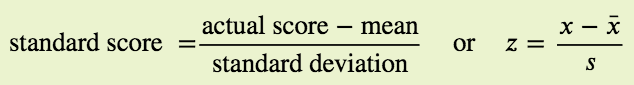 standard score = (actual score − mean) / (standard deviation) or z = (x − x̄) / s